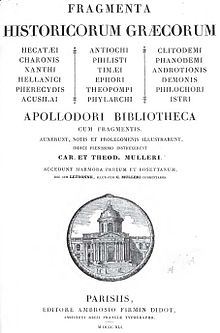 FRAGMENTA
HISTORICORUM GRÆCORUM
HECATÆI ANTIOCHI CLITODEMI
CHARONIS PHILISTI PHANODEMI
XANTHI TIMÆI ANDROTIONIS
HELLANICI EPHORI DEMONIS
PHERECYDIS THEOPOMPI PHILOCHORI
ACUSILAI PHYLARCHI ISTRI
APOLLODORI BIBLIOTHECA
CUM FRAGMENTIS.
AUXERUNT, NOTIS ET PROLEGOMENIS ILLUSTRARUNT,
INDICE PLENISSIMO INSTRUXERUNT
CAR. ET THEOD. MULLERI.
ACCEDUNT MARMORA PARIUM ET ROSETTANUM,
HOC CUM ILLUD CUM C. MULLERI COMMENTARIIS.
PARISIIS,
EDITORE AMBROSIO FIRMIN DIDOT,
INSTITUTI REGII FRANCIÆ TYPOGRAPHO.
M DCCC XLI.